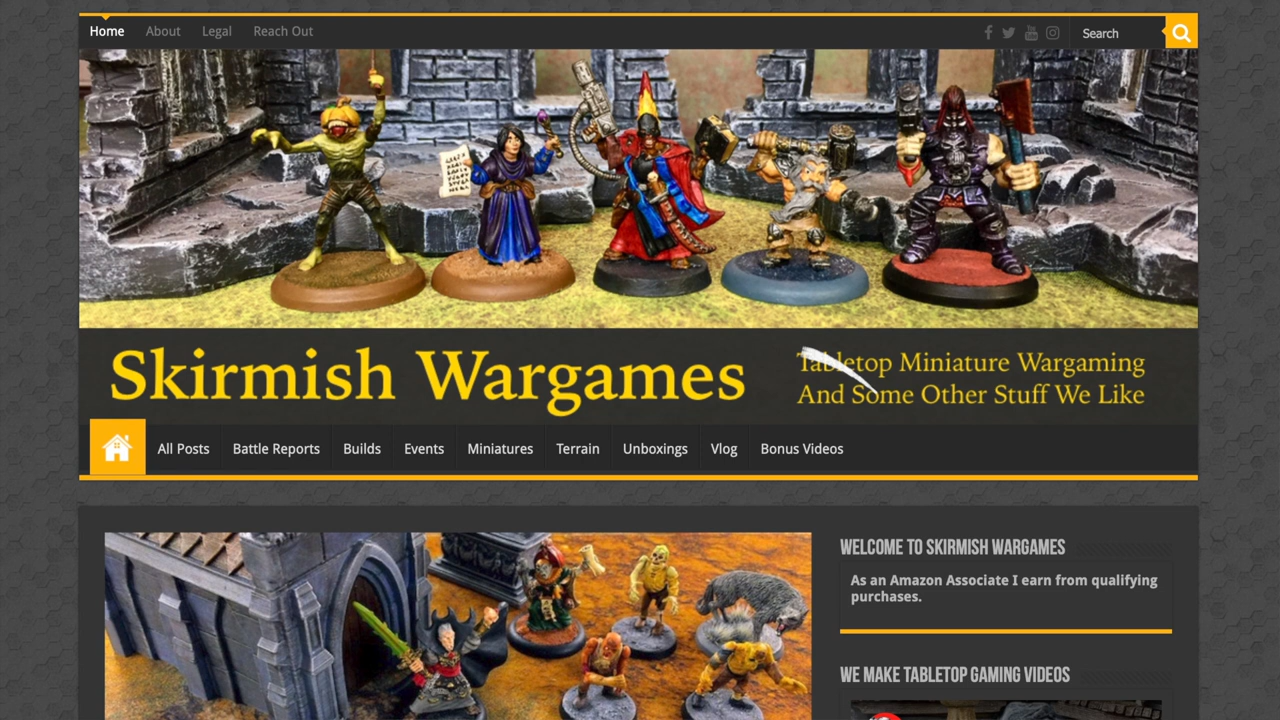 Home About Legal Reach Out Search
Skirmish Wargames
Tabletop Miniature Wargaming
And Some Other Stuff We Like
All Posts Battle Reports Builds Events Miniatures Terrain Unboxings Vlog Bonus Videos
WELCOME TO SKIRMISH WARGAMES
As an Amazon Associate I earn from qualifying
purchases.
WE MAKE TABLETOP GAMING VIDEOS